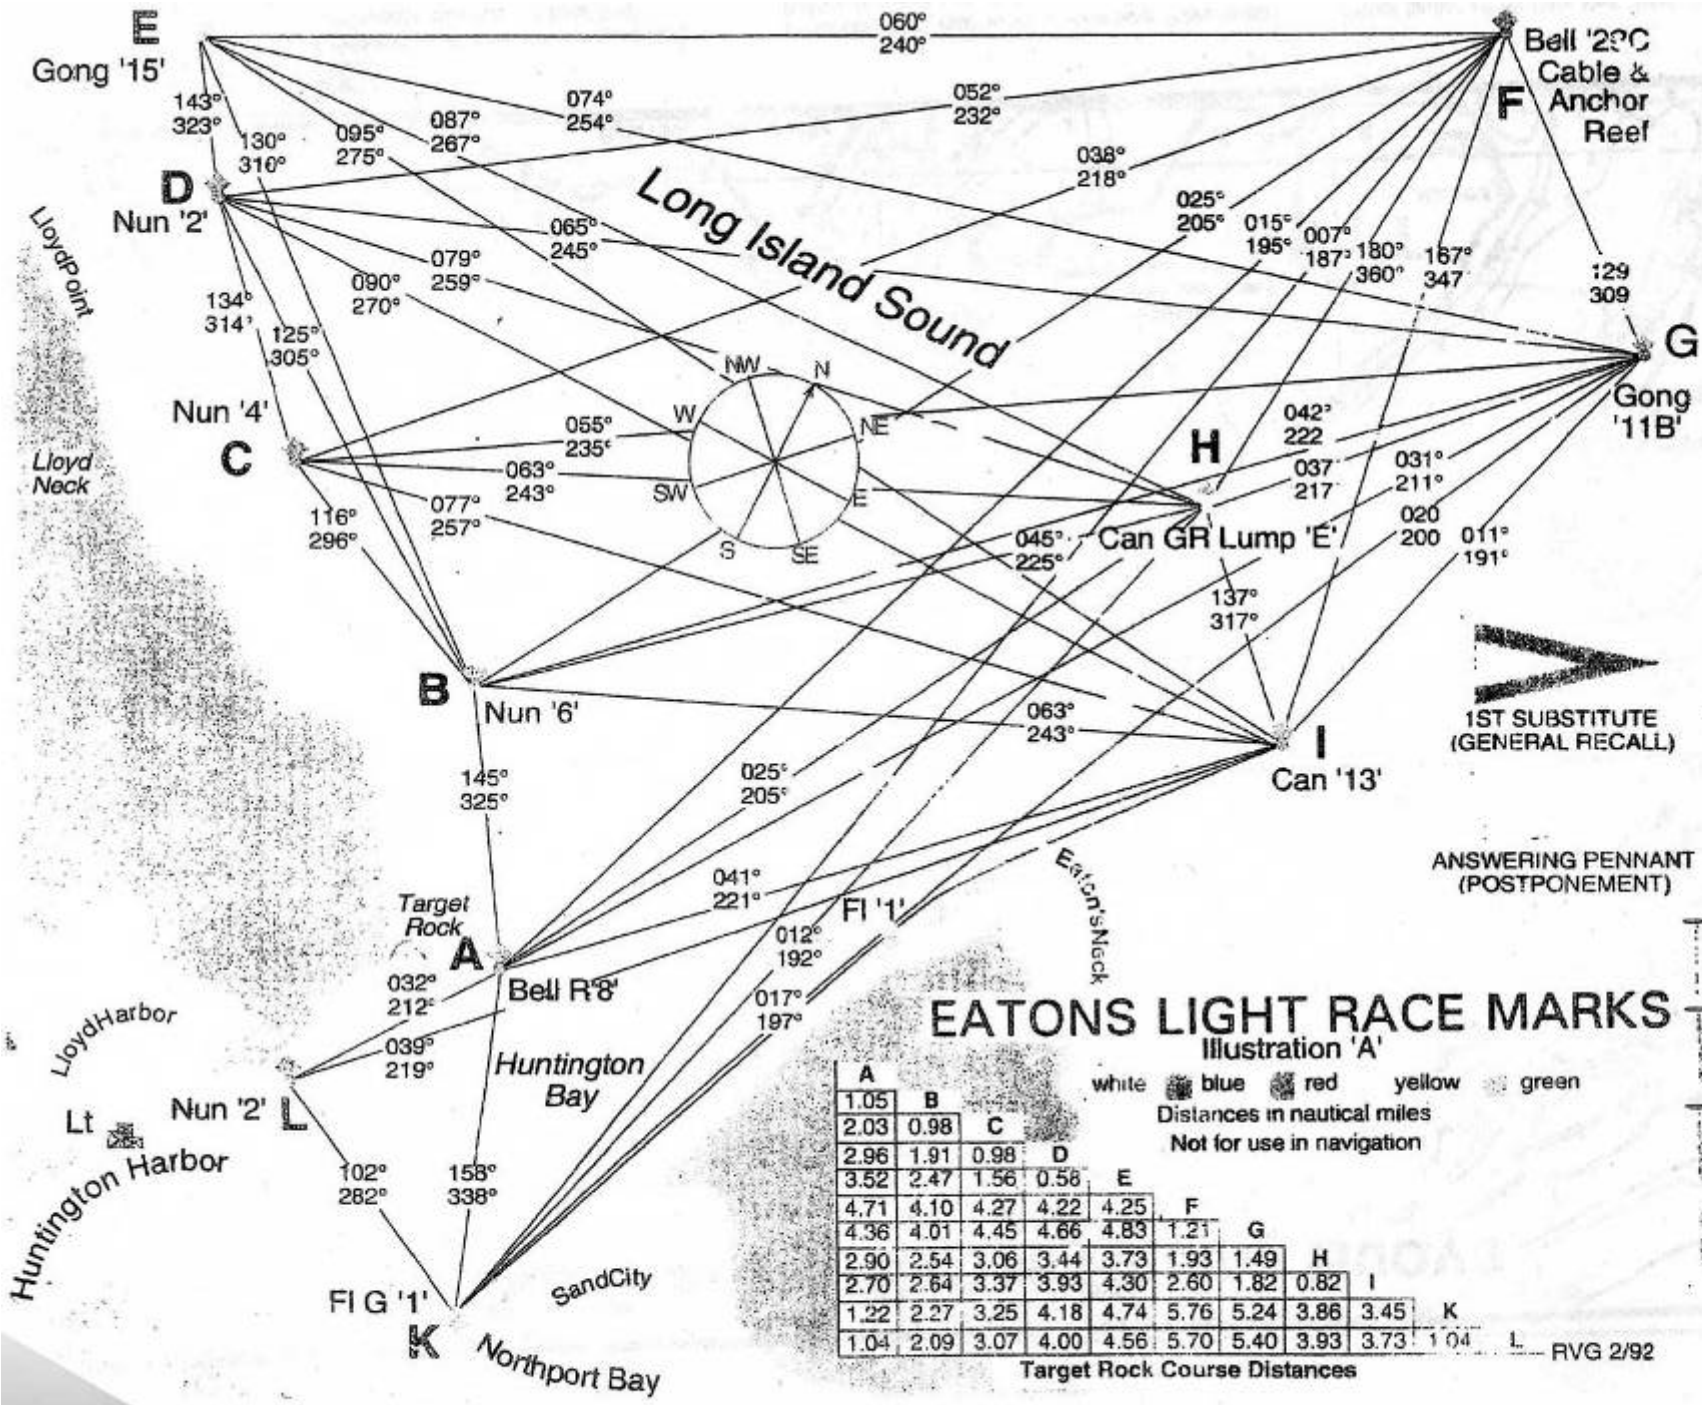 E
Gong '15'
060°
240°
Bell '29C
Cable &
Anchor
Reef
F
143°
323°
130°
310°
095°
275°
087°
267°
074°
254°
052°
232°
038°
218°
D
Nun '2'
Lloyd Point
Long Island Sound
065°
245°
079°
259°
090°
270°
025°
205°
015°
195°
007°
187°
180°
360°
167°
347
129
309
134°
314°
125°
305°
G
Gong
'11B'
Nun '4'
C
Lloyd
Neck
NW
N
W
NE
SW
E
S
SE
055°
235°
063°
243°
077°
257°
116°
296°
042°
222
H
037
217
031°
211°
020
200
011°
191°
045°
225°
Can GR Lump 'E'
137°
317°
B
Nun '6'
063°
243°
I
Can '13'
1ST SUBSTITUTE
(GENERAL RECALL)
145°
325°
025°
205°
ANSWERING PENNANT
(POSTPONEMENT)
041°
221°
Fl '1'
Eaton's Neck
Target
Rock
A
Bell R'8'
032°
212°
012°
192°
017°
197°
Lloyd Harbor
039°
219°
Huntington
Bay
Nun '2'
L
Lt
Huntington Harbor
102°
282°
158°
338°
Fl G '1'
K
Sand City
Northport Bay
EATONS LIGHT RACE MARKS
Illustration 'A'
white blue red yellow green
Distances in nautical miles
Not for use in navigation
A
1.05 B
2.03 0.98 C
2.96 1.91 0.98 D
3.52 2.47 1.56 0.58 E
4.71 4.10 4.27 4.22 4.25 F
4.36 4.01 4.45 4.66 4.83 1.21 G
2.90 2.54 3.06 3.44 3.73 1.93 1.49 H
2.70 2.64 3.37 3.93 4.30 2.60 1.82 0.82 I
1.22 2.27 3.25 4.18 4.74 5.76 5.24 3.86 3.45 K
1.04 2.09 3.07 4.00 4.56 5.70 5.40 3.93 3.73 1.04 L
Target Rock Course Distances
RVG 2/92